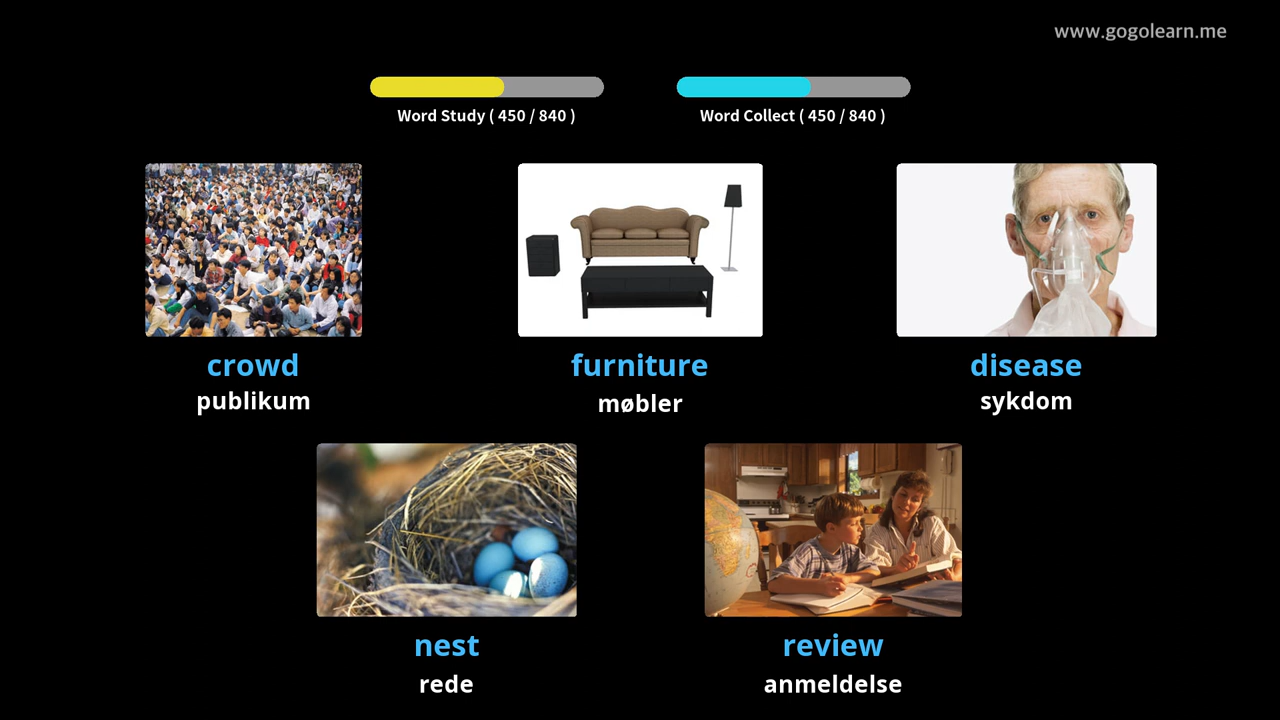 www.gogolearn.me
Word Study ( 450 / 840 )
Word Collect ( 450 / 840 )
crowd
publikum
furniture
møbler
disease
sykdom
nest
rede
review
anmeldelse